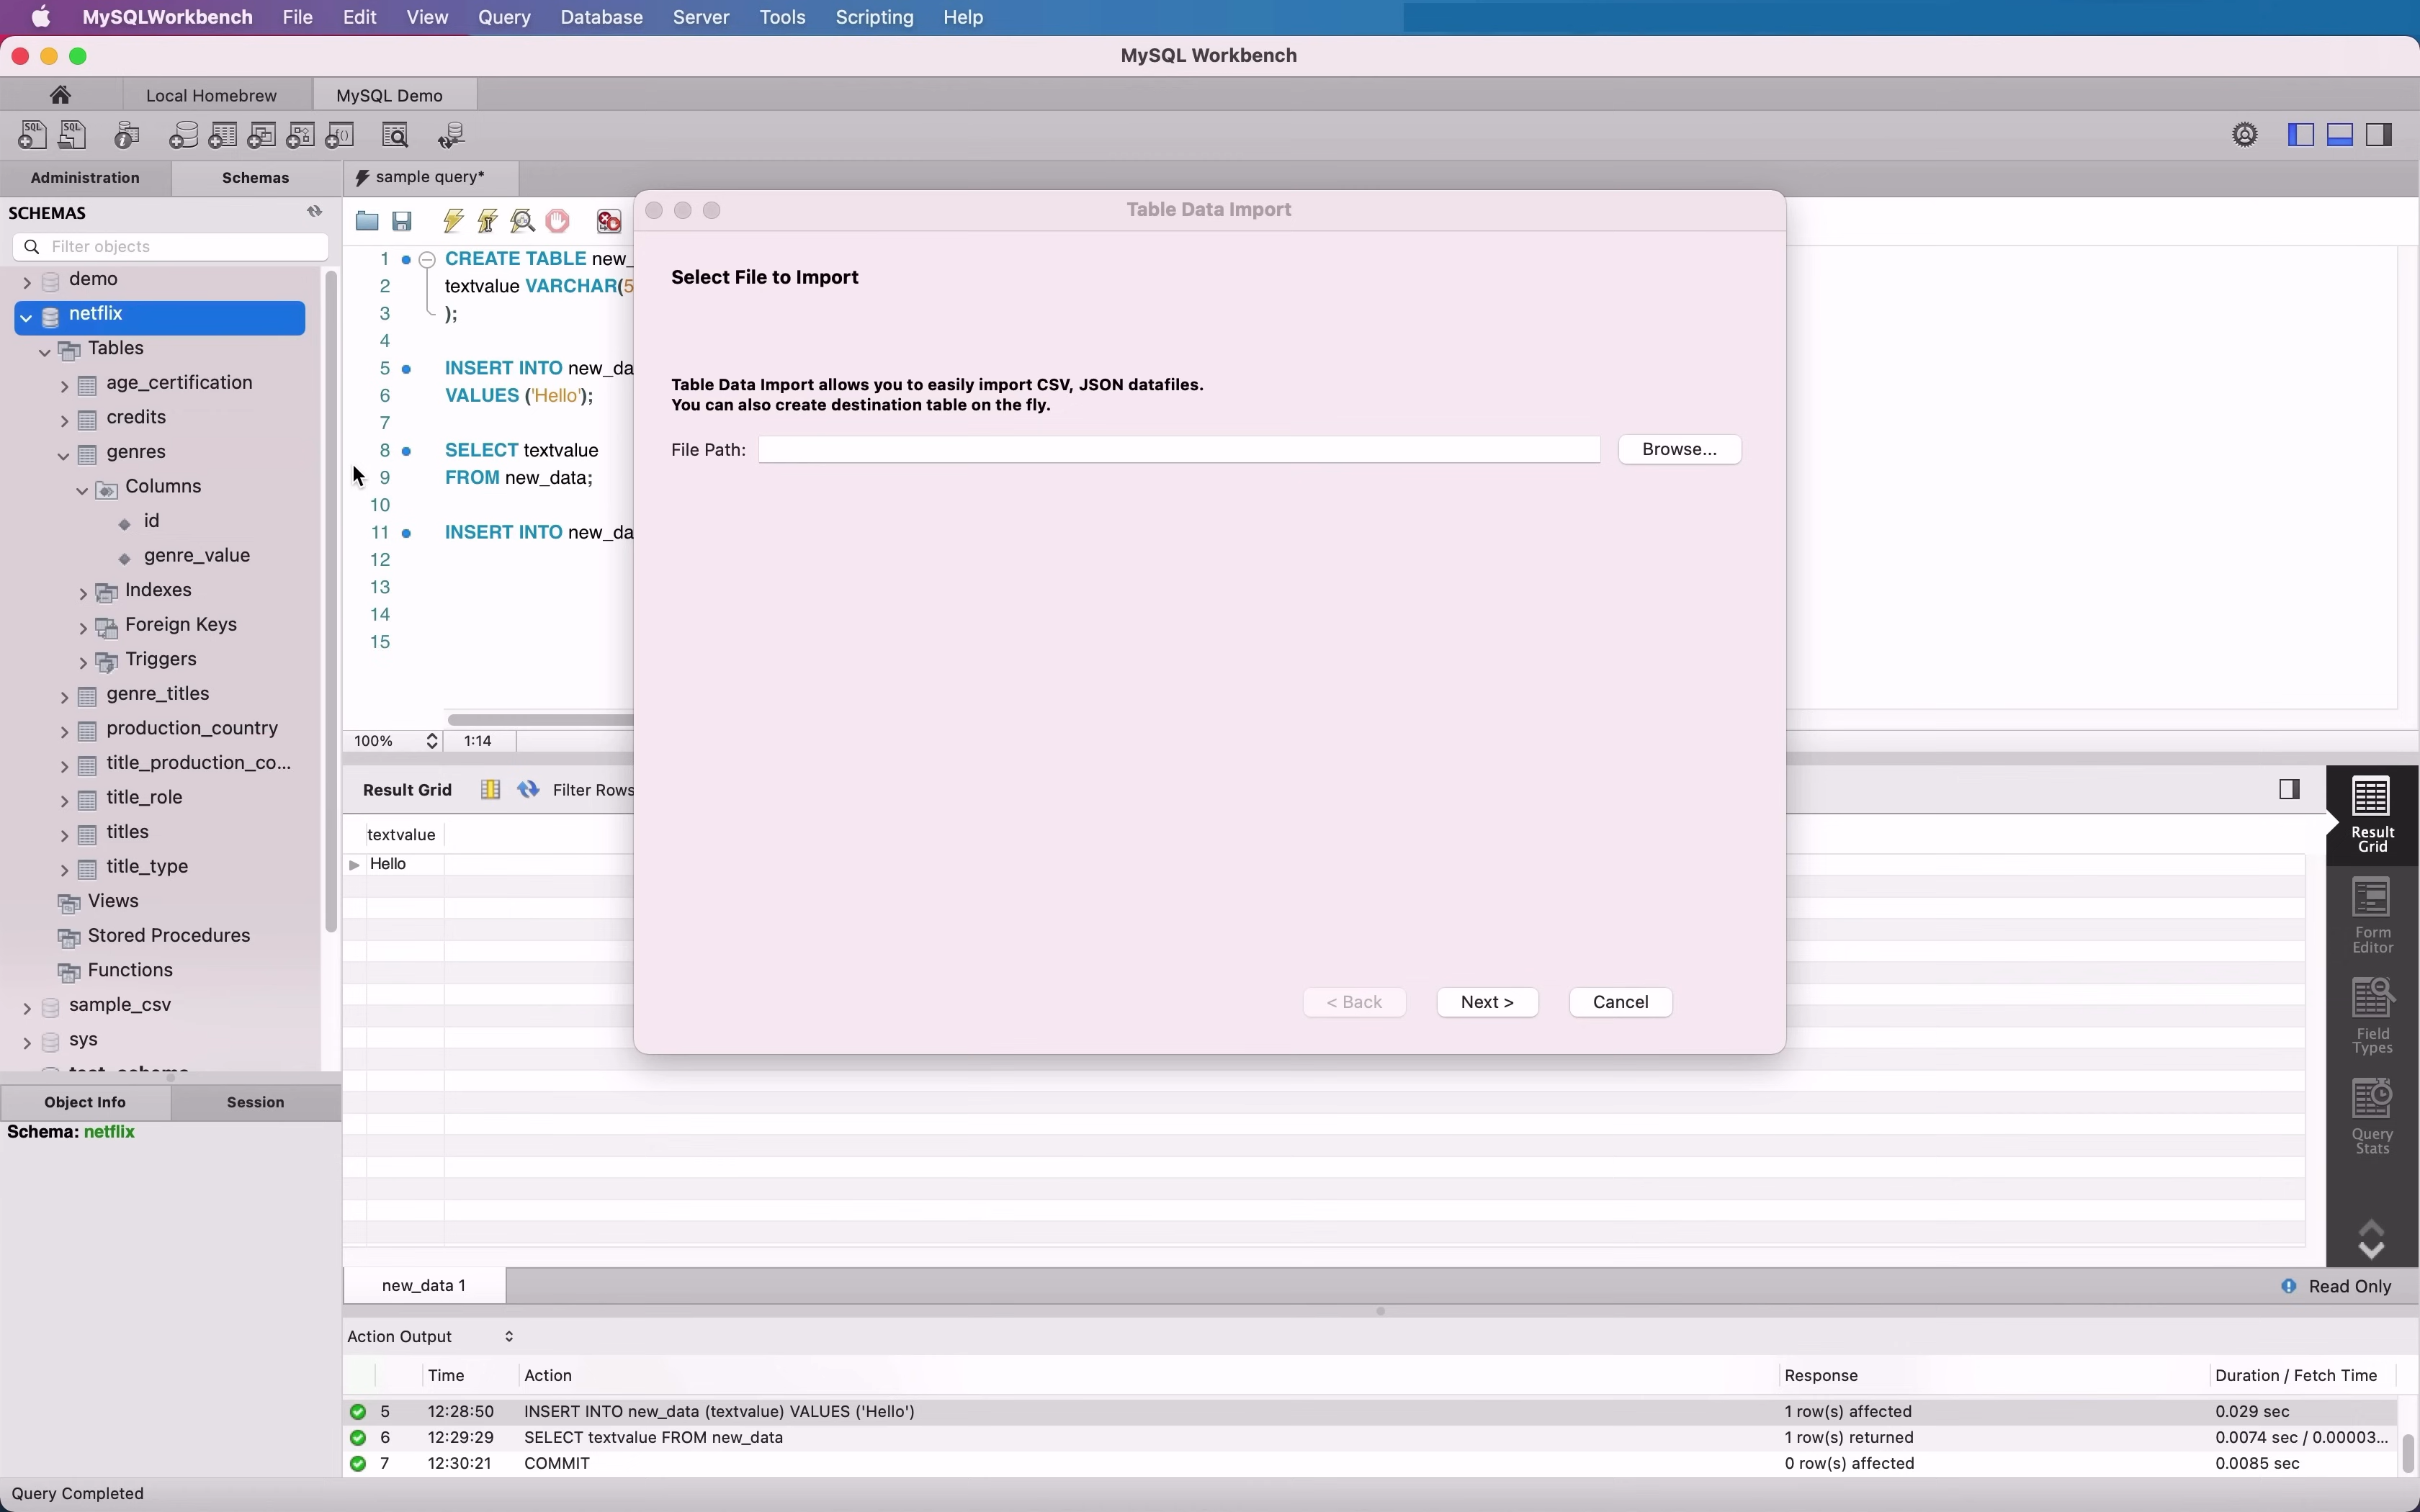 MySQLWorkbench File Edit View Query Database Server Tools Scripting Help
MySQL Workbench
Local Homebrew
MySQL Demo
Administration
Schemas
sample query*
SCHEMAS
Filter objects
demo
netflix
Tables
age_certification
credits
genres
Columns
id
genre_value
Indexes
Foreign Keys
Triggers
genre_titles
production_country
title_production_co...
title_role
titles
title_type
Views
Stored Procedures
Functions
sample_csv
sys
Object Info
Session
Schema: netflix
1 CREATE TABLE new_
2 textvalue VARCHAR(5
3 );
4
5 INSERT INTO new_da
6 VALUES ('Hello');
7
8 SELECT textvalue
9 FROM new_data;
10
11 INSERT INTO new_da
12
13
14
15
100%
1:14
Table Data Import
Select File to Import
Table Data Import allows you to easily import CSV, JSON datafiles.
You can also create destination table on the fly.
File Path:
Browse...
< Back
Next >
Cancel
Result Grid
Filter Rows
textvalue
Hello
Result
Grid
Form
Editor
Field
Types
Query
Stats
new_data 1
Read Only
Action Output
Time Action Response Duration / Fetch Time
5 12:28:50 INSERT INTO new_data (textvalue) VALUES ('Hello') 1 row(s) affected 0.029 sec
6 12:29:29 SELECT textvalue FROM new_data 1 row(s) returned 0.0074 sec / 0.00003...
7 12:30:21 COMMIT 0 row(s) affected 0.0085 sec
Query Completed